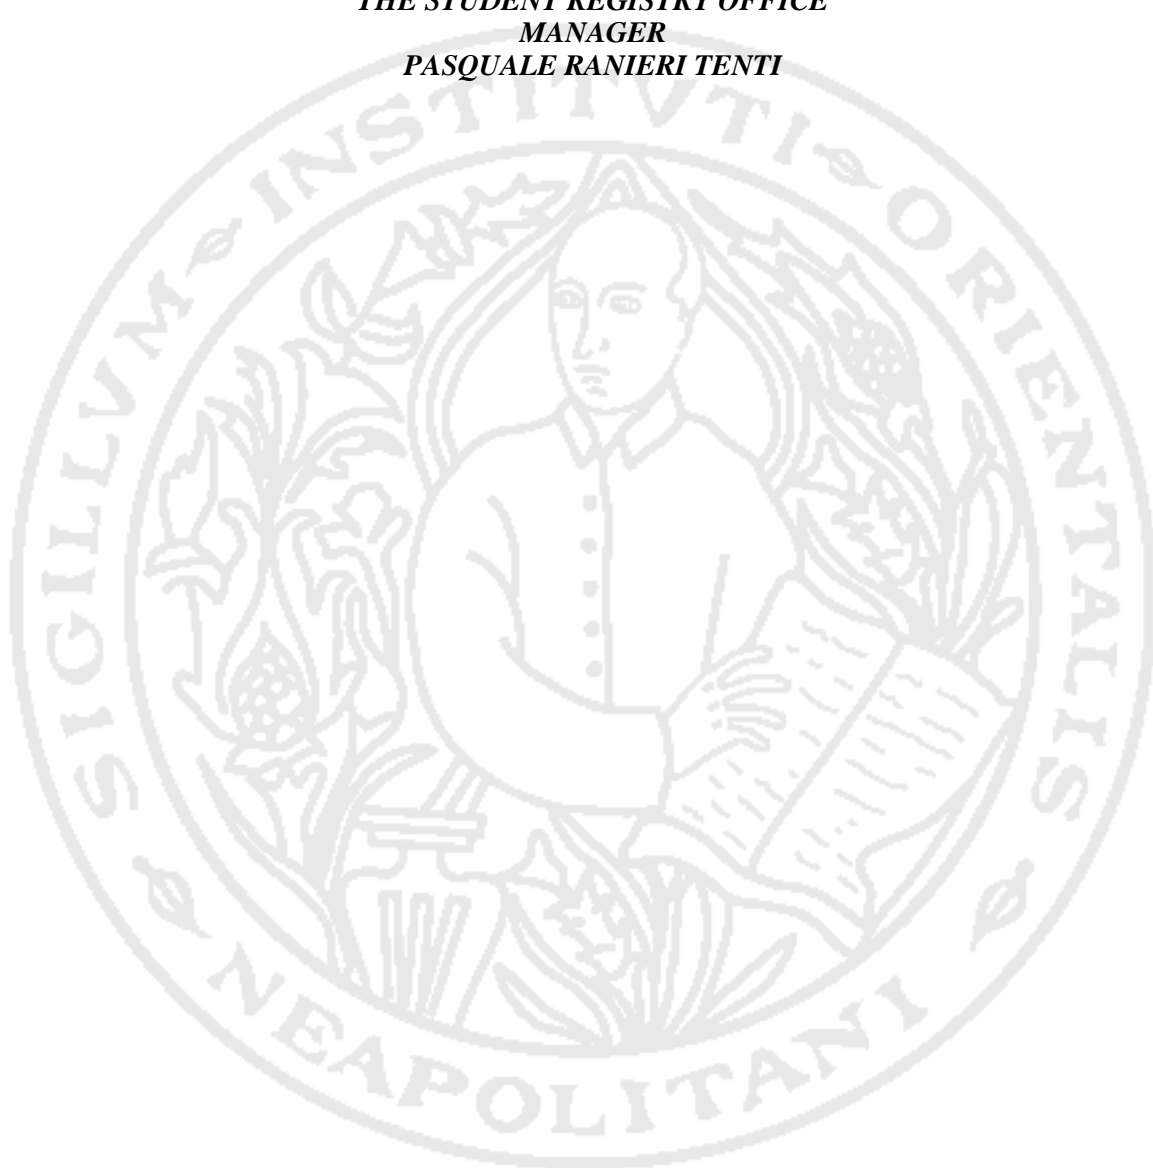 THE STUDENT REGISTRY OFFICE
MANAGER
PASQUALE RANIERI TENTI
SIGILLVM INSTITVTI ORIENTALIS NEAPOLITANI